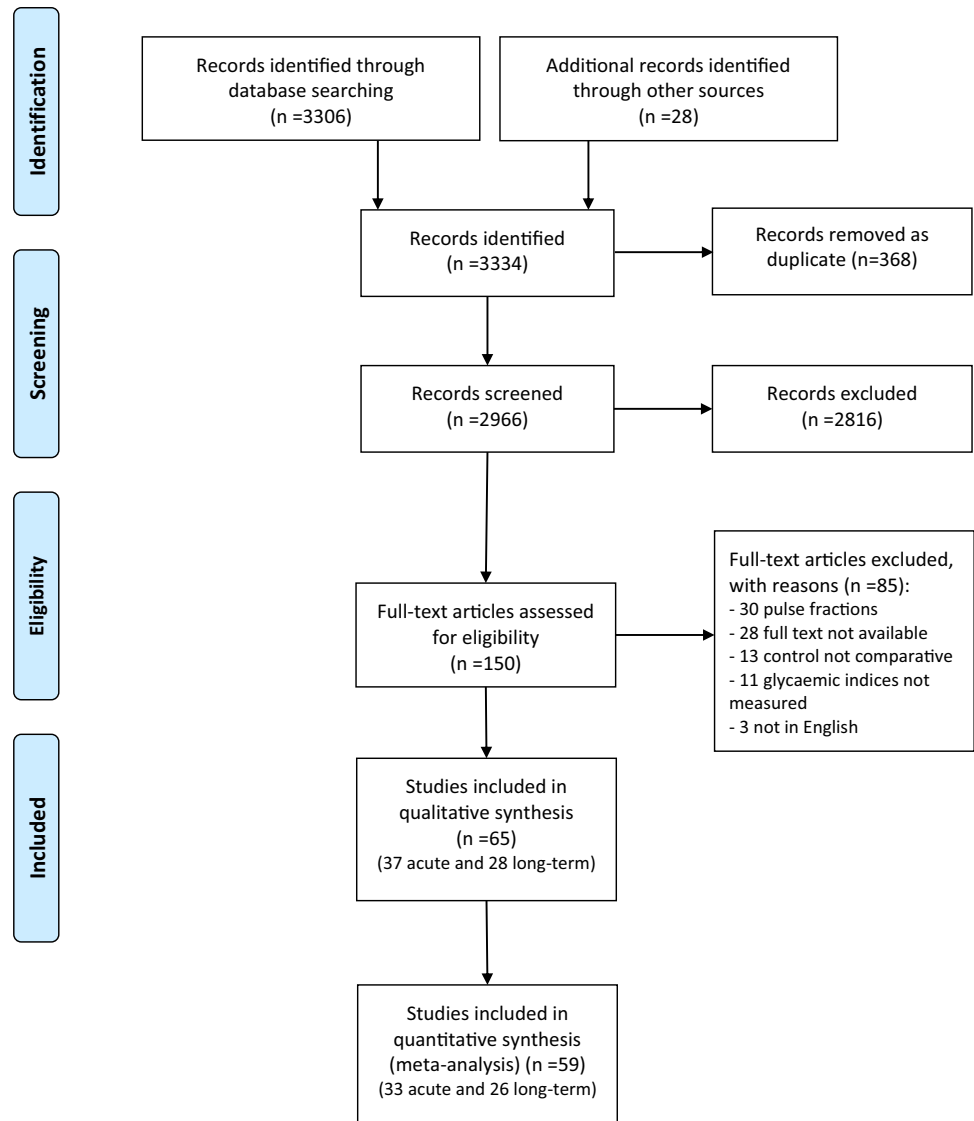 Identification
Records identified through
database searching
(n =3306)
Additional records identified
through other sources
(n =28)
Records identified
(n =3334)
Records removed as
duplicate (n=368)
Screening
Records screened
(n =2966)
Records excluded
(n =2816)
Eligibility
Full-text articles assessed
for eligibility
(n =150)
Full-text articles excluded,
with reasons (n =85):
- 30 pulse fractions
- 28 full text not available
- 13 control not comparative
- 11 glycaemic indices not
measured
- 3 not in English
Included
Studies included in
qualitative synthesis
(n =65)
(37 acute and 28 long-term)
Studies included in
quantitative synthesis
(meta-analysis) (n =59)
(33 acute and 26 long-term)